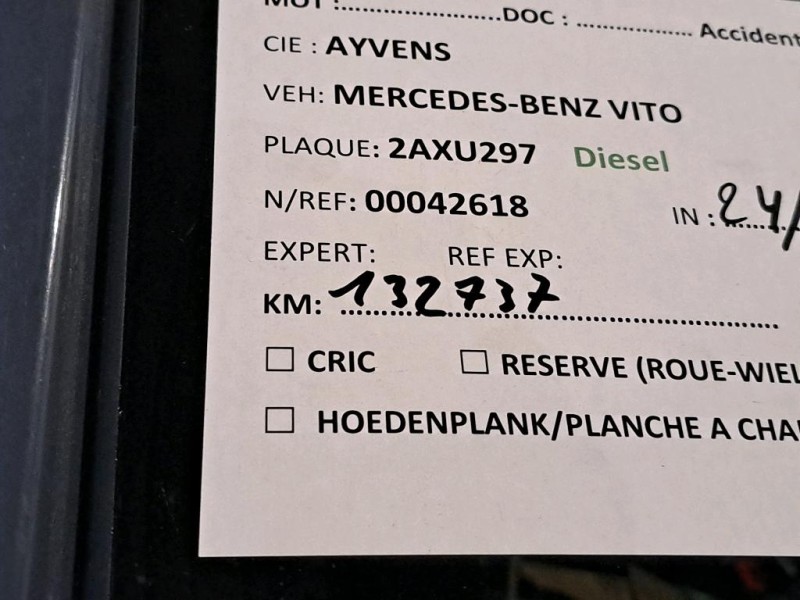 MOT :........................DOC : .................. Accident
CIE : AYVENS
VEH: MERCEDES-BENZ VITO
PLAQUE: 2AXU297 Diesel
N/REF: 00042618 IN : 24/
EXPERT: REF EXP:
KM: 132737
☐ CRIC ☐ RESERVE (ROUE-WIEL
☐ HOEDENPLANK/PLANCHE A CHA